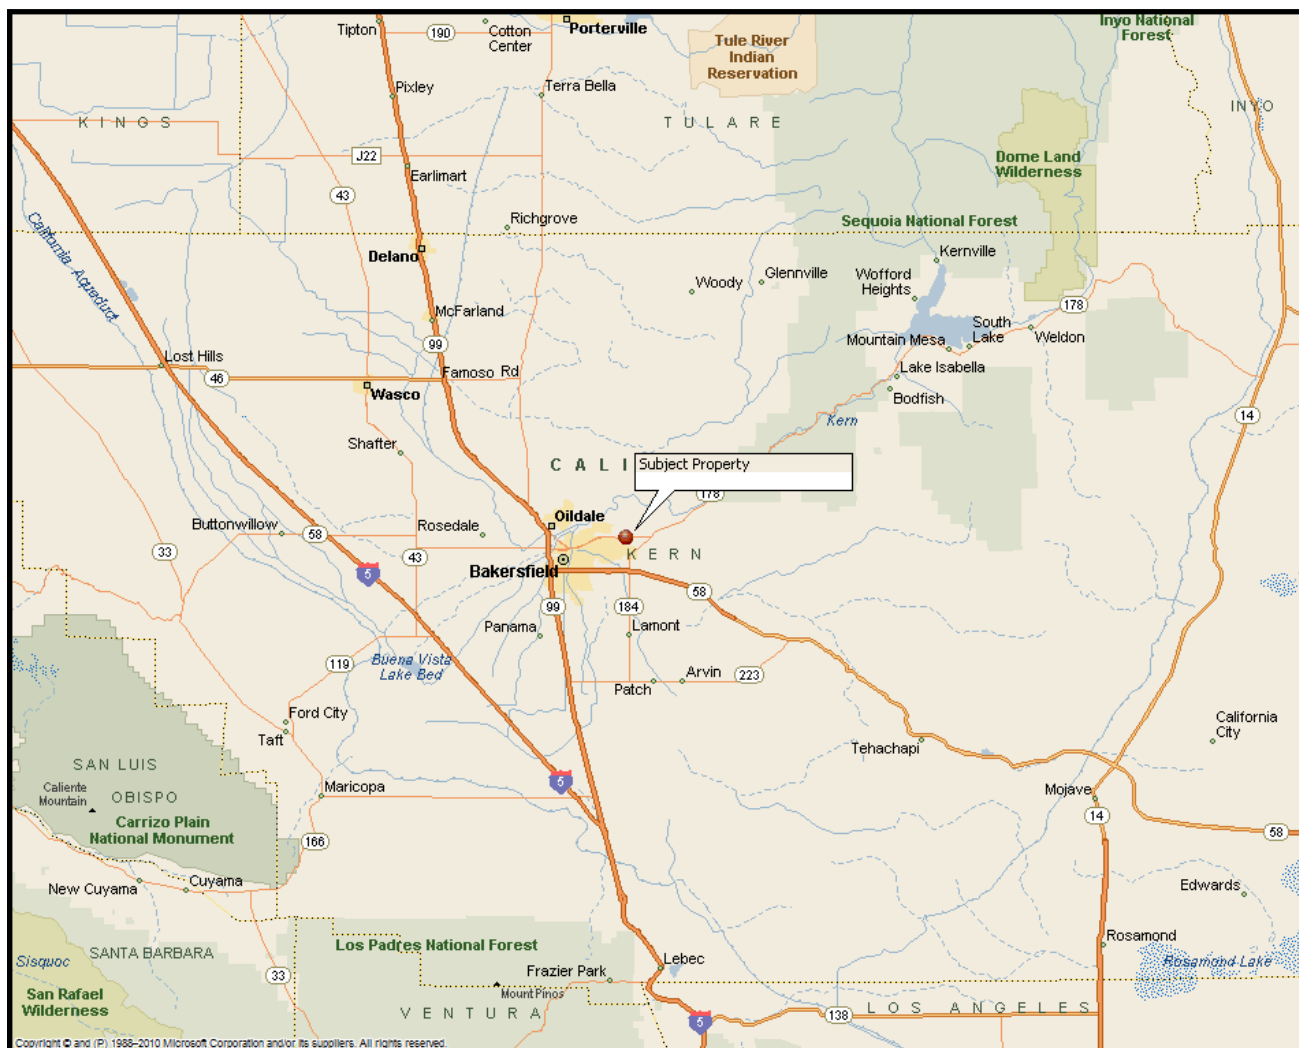 Inyo National
Forest
Tipton
190
Cotton
Center
Porterville
Tule River
Indian
Reservation
Pixley
Terra Bella
INYO
KINGS
TULARE
J22
Earlimart
43
Dome Land
Wilderness
Richgrove
Sequoia National Forest
California Aqueduct
Delano
Kernville
Woody
Glennville
Wofford
Heights
178
McFarland
South
Lake
Mountain Mesa
Weldon
99
Lost Hills
46
Famoso Rd
Lake Isabella
Wasco
Bodfish
14
Kern
Shafter
CALI
Subject Property
178
Buttonwillow
58
Rosedale
Oildale
33
43
KERN
5
Bakersfield
58
99
184
Panama
Lamont
119
Buena Vista
Lake Bed
Arvin
223
Patch
Ford City
Taft
California
City
Tehachapi
SAN LUIS
OBISPO
Caliente
Mountain
5
Maricopa
Mojave
14
Carrizo Plain
National Monument
58
166
New Cuyama
Cuyama
Edwards
Los Padres National Forest
SANTA BARBARA
Rosamond
Sisquoc
Lebec
Rosamond Lake
33
Frazier Park
San Rafael
Wilderness
Mount Pinos
VENTURA
5
138
LOS ANGELES
Copyright © and (P) 1988–2010 Microsoft Corporation and/or its suppliers. All rights reserved.